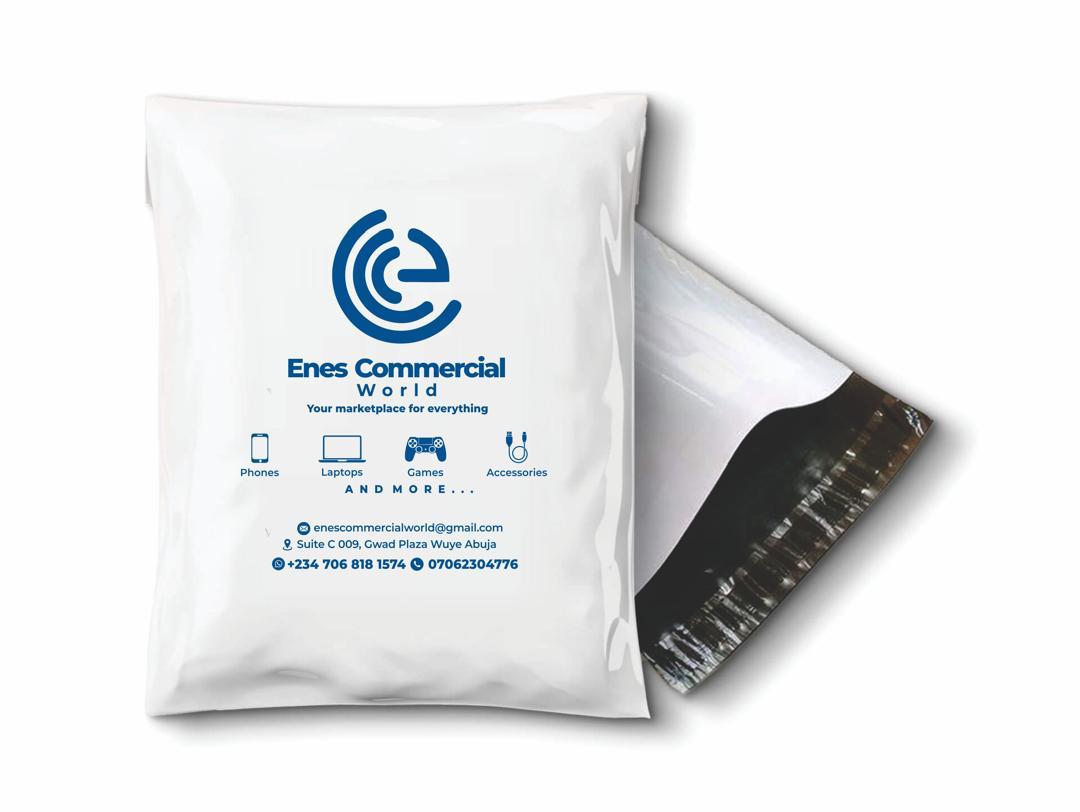 Enes Commercial
World
Your marketplace for everything
Phones Laptops Games Accessories
AND MORE...
enescommercialworld@gmail.com
Suite C 009, Gwad Plaza Wuye Abuja
+234 706 818 1574 07062304776